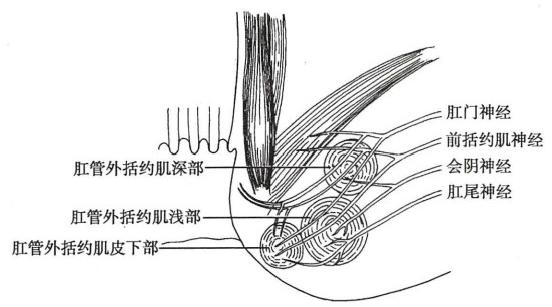 肛门神经
前括约肌神经
会阴神经
肛尾神经
肛管外括约肌深部
肛管外括约肌浅部
肛管外括约肌皮下部